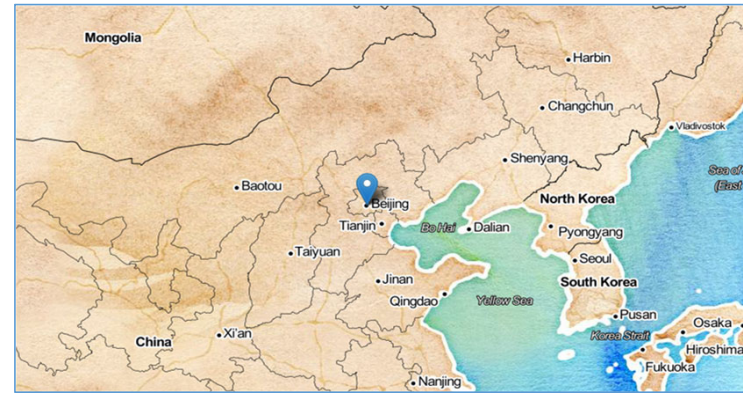 Mongolia
Harbin
Changchun
Vladivostok
Shenyang
Sea of
(East
Baotou
Beijing
North Korea
Tianjin
Bo Hai
Dalian
Pyongyang
Taiyuan
Seoul
Jinan
South Korea
Qingdao
Yellow Sea
Pusan
Osaka
China
Xi'an
Korea Strait
Hiroshima
Fukuoka
Nanjing